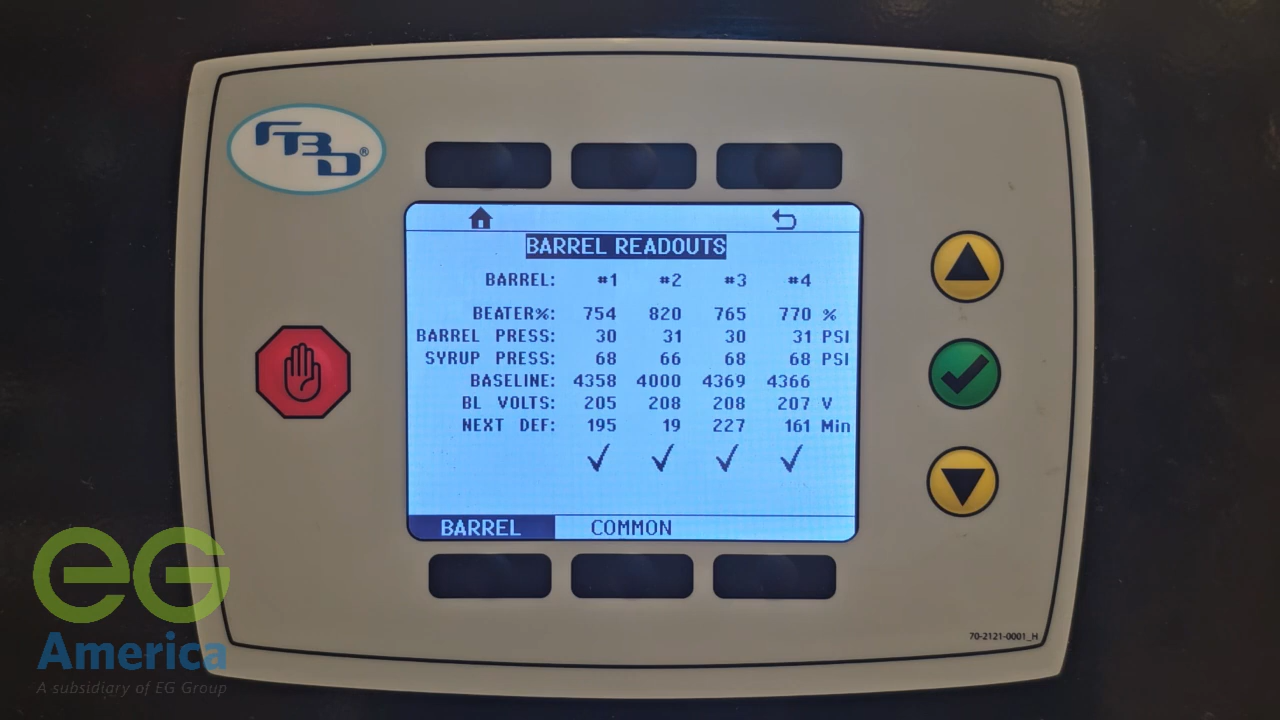 FBD®
BARREL READOUTS
BARREL: #1 #2 #3 #4
BEATER%: 754 820 765 770 %
BARREL PRESS: 30 31 30 31 PSI
SYRUP PRESS: 68 66 68 68 PSI
BASELINE: 4358 4000 4369 4366
BL VOLTS: 205 208 208 207 V
NEXT DEF: 195 19 227 161 Min
BARREL COMMON
70-2121-0001_H
eG
America
A subsidiary of EG Group